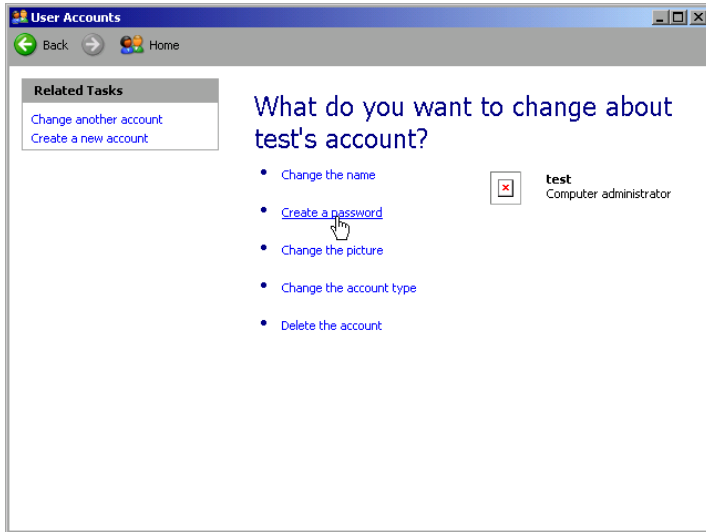 User Accounts
Back Home
Related Tasks
Change another account
Create a new account
What do you want to change about
test's account?
Change the name
Create a password
Change the picture
Change the account type
Delete the account
test
Computer administrator